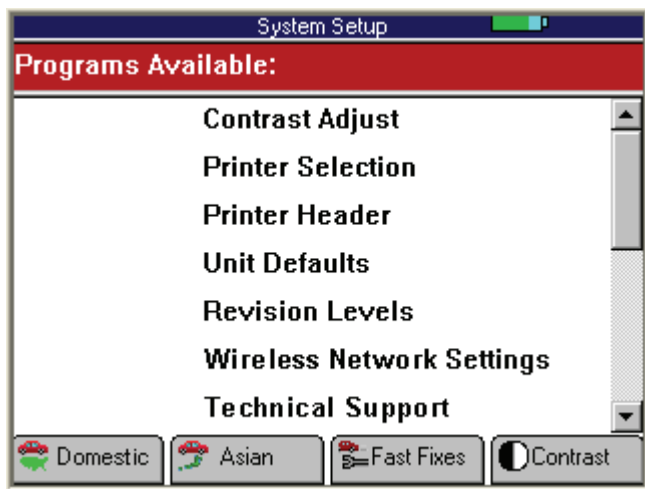 System Setup
Programs Available:
Contrast Adjust
Printer Selection
Printer Header
Unit Defaults
Revision Levels
Wireless Network Settings
Technical Support
Domestic Asian Fast Fixes Contrast